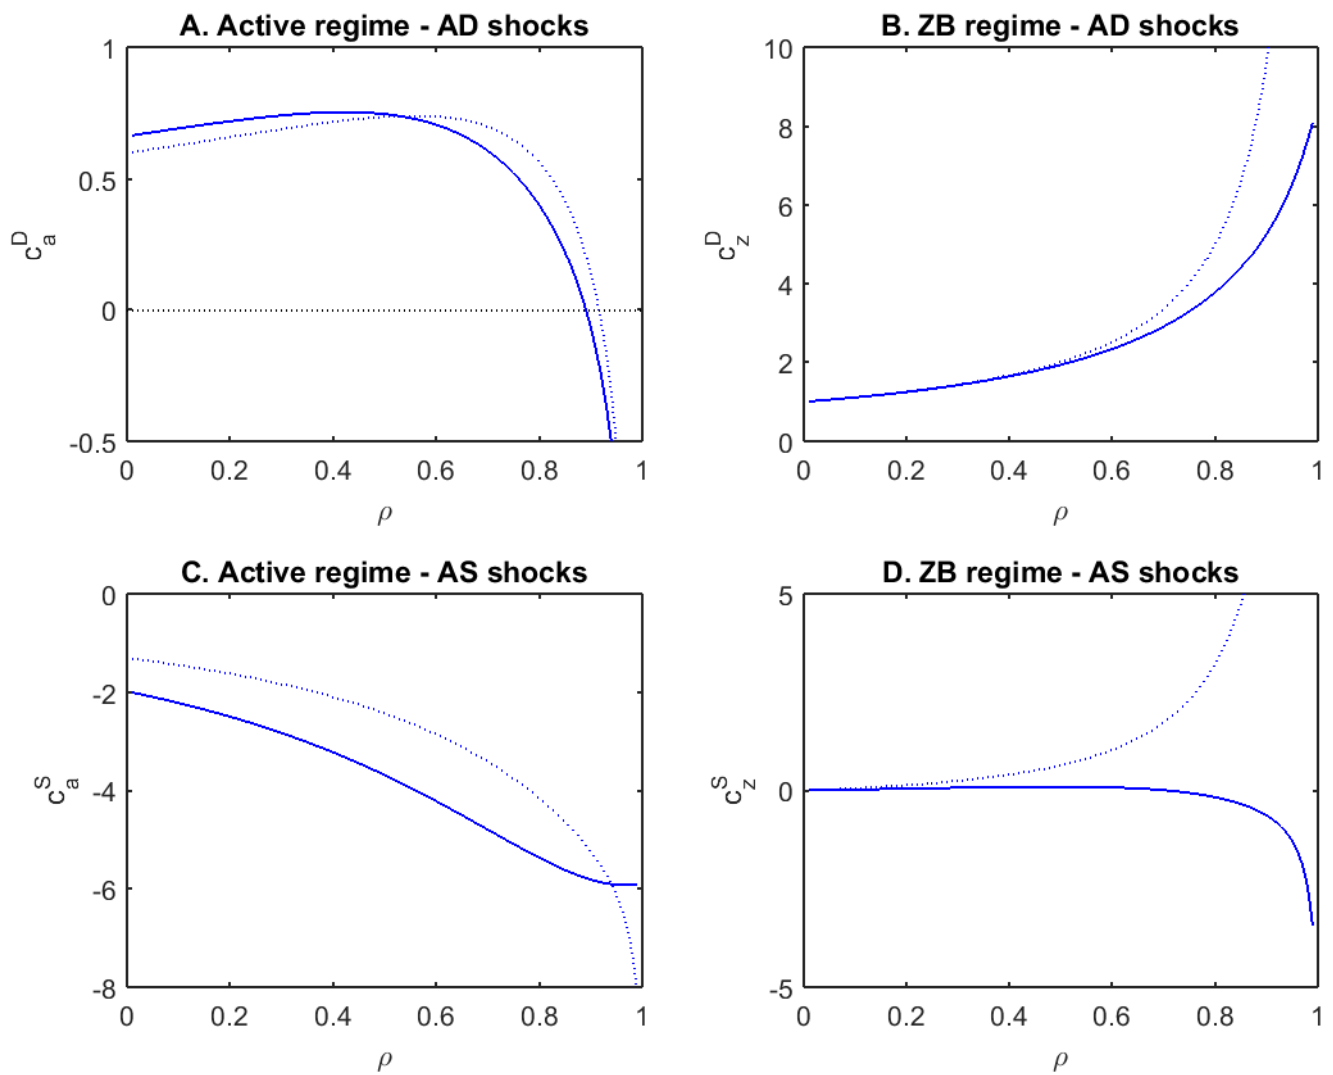 A. Active regime - AD shocks
1
0.5
0
-0.5
c_a^D
0 0.2 0.4 0.6 0.8 1
ρ
B. ZB regime - AD shocks
10
8
6
4
2
0
c_z^D
0 0.2 0.4 0.6 0.8 1
ρ
C. Active regime - AS shocks
0
-2
-4
-6
-8
c_a^S
0 0.2 0.4 0.6 0.8 1
ρ
D. ZB regime - AS shocks
5
0
-5
c_z^S
0 0.2 0.4 0.6 0.8 1
ρ